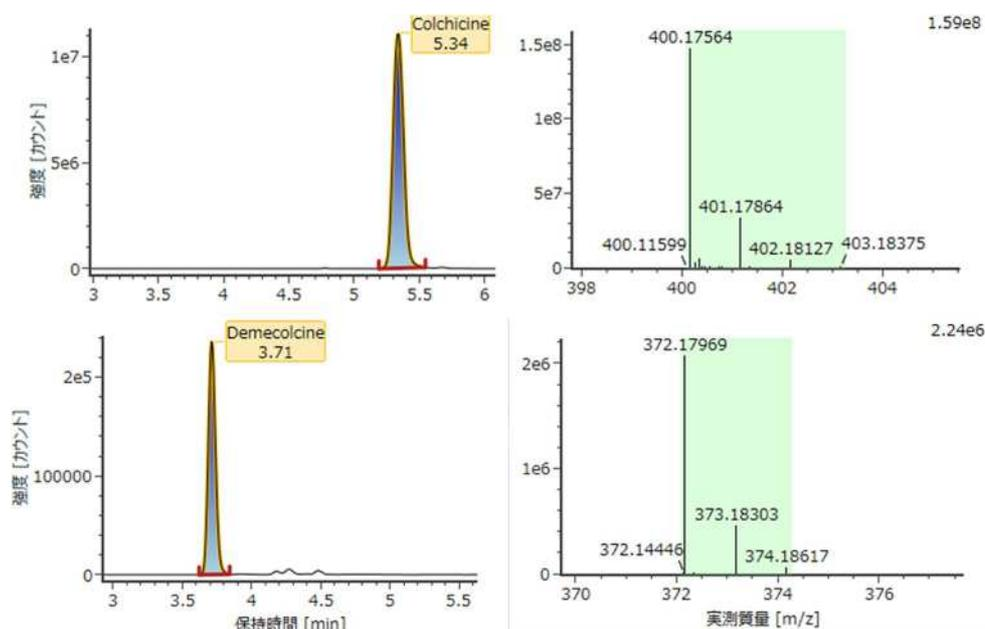 Colchicine
5.34
1e7
5e6
0
強度 [カウント]
3
3.5
4
4.5
5
5.5
6
1.59e8
400.17564
1.5e8
1e8
5e7
0
401.17864
400.11599
402.18127
403.18375
398
400
402
404
Demecolcine
3.71
2e5
100000
0
強度 [カウント]
3
3.5
4
4.5
5
5.5
保持時間 [min]
2.24e6
372.17969
2e6
1e6
0
373.18303
372.14446
374.18617
370
372
374
376
実測質量 [m/z]